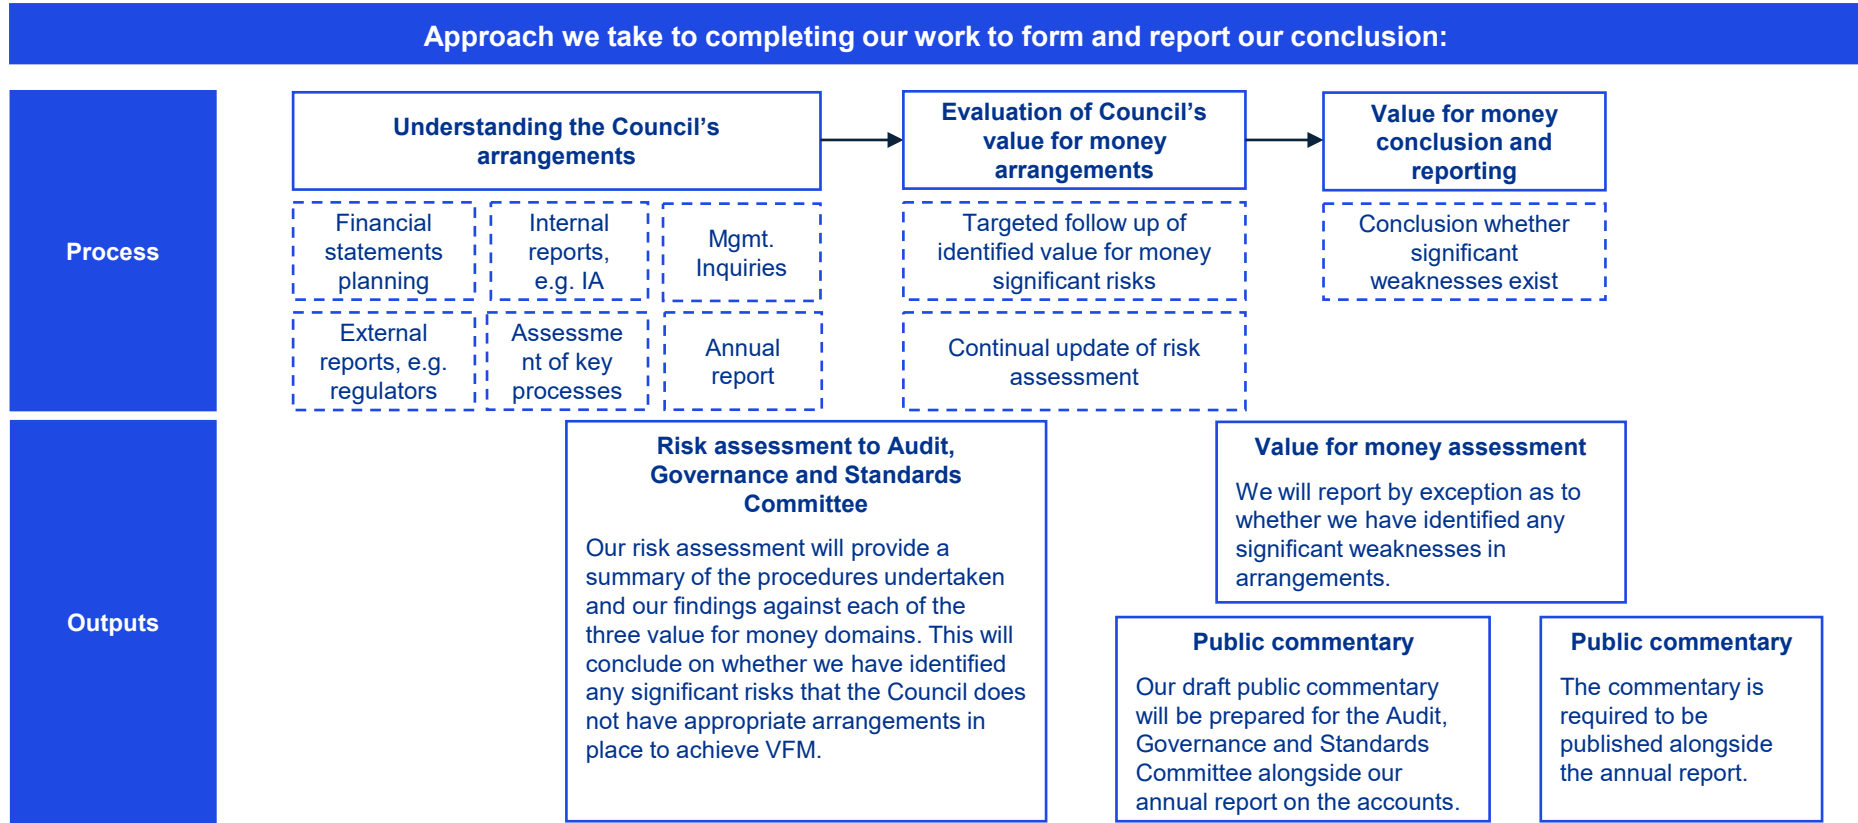 Approach we take to completing our work to form and report our conclusion:
Process
Understanding the Council’s
arrangements
Evaluation of Council’s
value for money
arrangements
Value for money
conclusion and
reporting
Financial
statements
planning
Internal
reports,
e.g. IA
Mgmt.
Inquiries
Targeted follow up of
identified value for money
significant risks
Conclusion whether
significant
weaknesses exist
External
reports, e.g.
regulators
Assessme
nt of key
processes
Annual
report
Continual update of risk
assessment
Outputs
Risk assessment to Audit,
Governance and Standards
Committee
Our risk assessment will provide a
summary of the procedures undertaken
and our findings against each of the
three value for money domains. This will
conclude on whether we have identified
any significant risks that the Council does
not have appropriate arrangements in
place to achieve VFM.
Value for money assessment
We will report by exception as to
whether we have identified any
significant weaknesses in
arrangements.
Public commentary
Our draft public commentary
will be prepared for the Audit,
Governance and Standards
Committee alongside our
annual report on the accounts.
Public commentary
The commentary is
required to be
published alongside
the annual report.